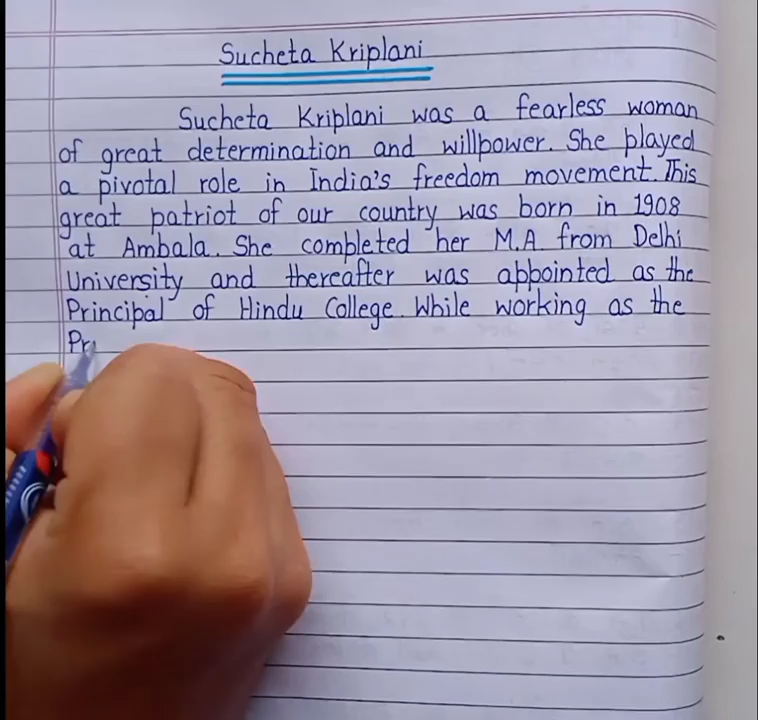 Sucheta Kriplani
Sucheta Kriplani was a fearless woman
of great determination and willpower. She played
a pivotal role in India's freedom movement. This
great patriot of our country was born in 1908
at Ambala. She completed her M.A. from Delhi
University and thereafter was appointed as the
Principal of Hindu College. While working as the
Pr